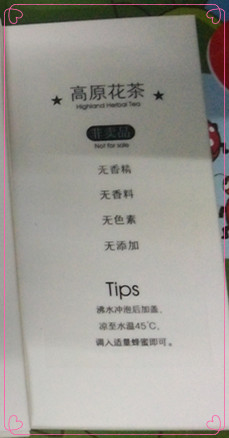 ★ 高原花茶 ★
Highland Herbal Tea
非卖品
Not for sale
无香精
无香料
无色素
无添加
Tips
沸水冲泡后加盖、
凉至水温45℃、
调入适量蜂蜜即可。